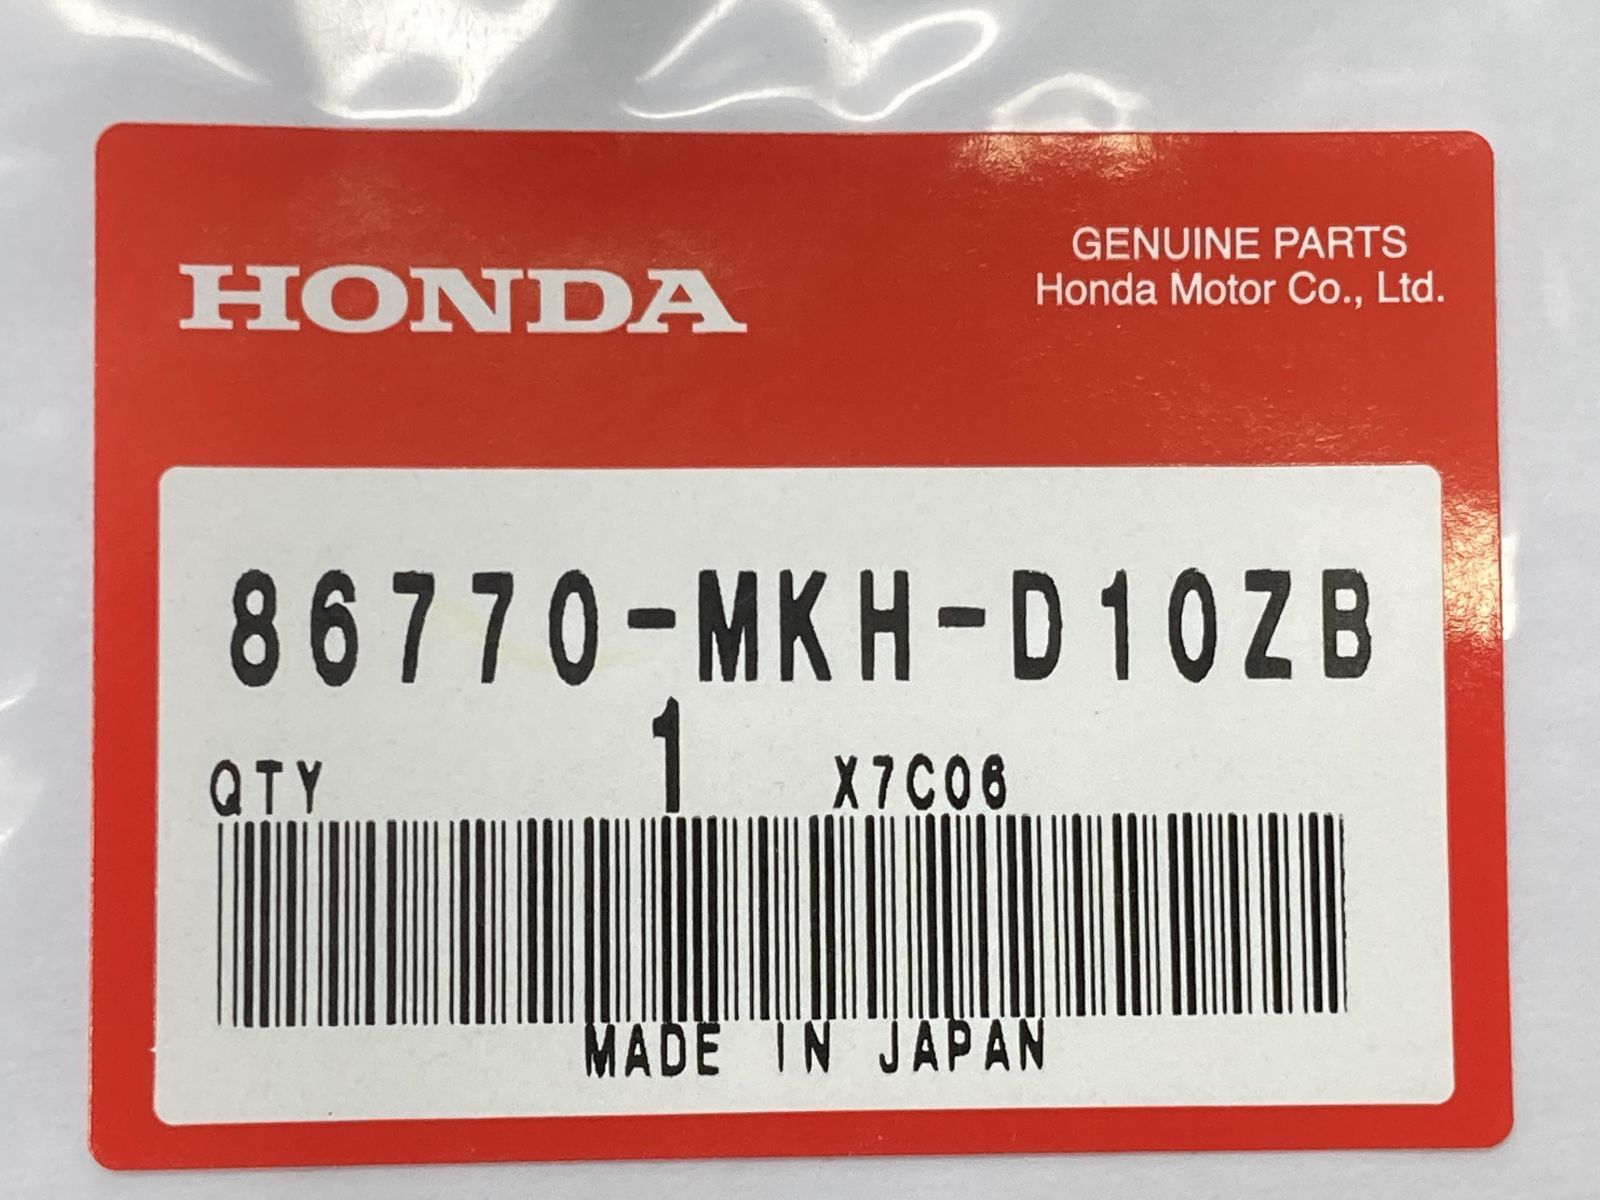 HONDA
GENUINE PARTS
Honda Motor Co., Ltd.
86770-MKH-D10ZB
QTY 1 X7C06
MADE IN JAPAN